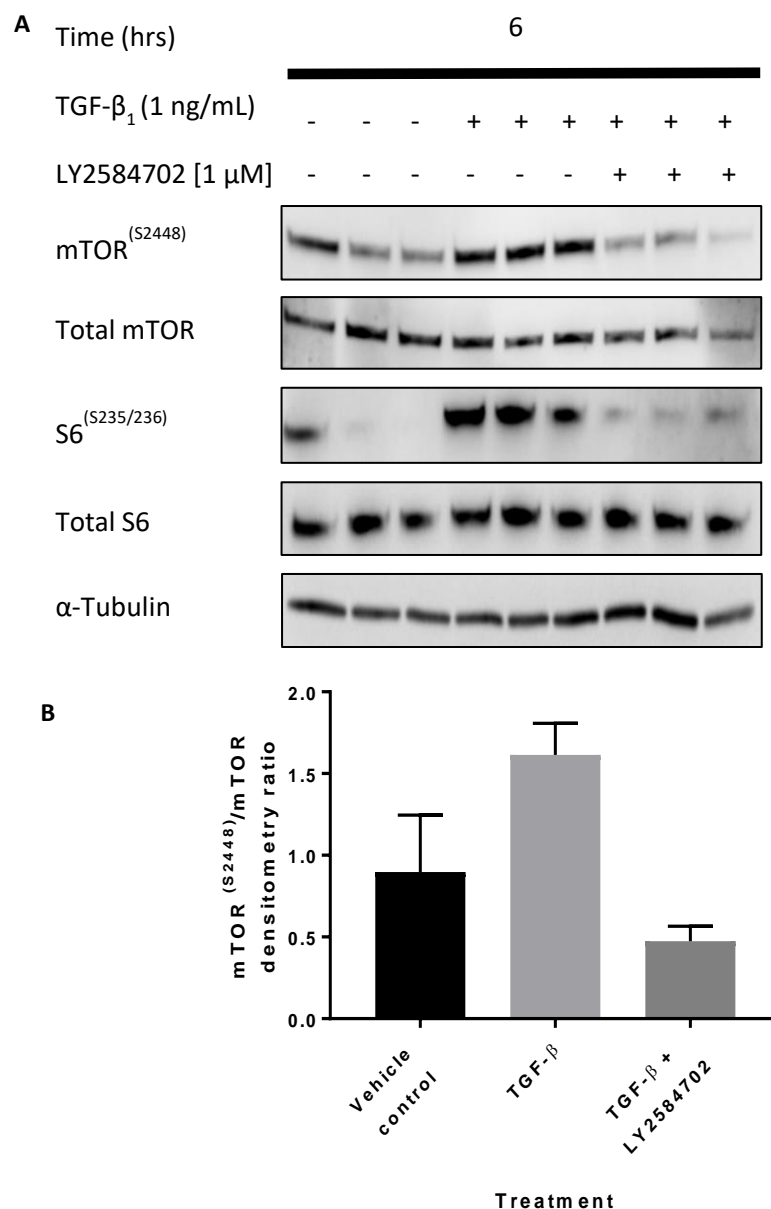 A
Time (hrs) 6
TGF-β1 (1 ng/mL) - - - + + + + + +
LY2584702 [1 μM] - - - - - - + + +
mTOR(S2448)
Total mTOR
S6(S235/236)
Total S6
α-Tubulin
B
mTOR (S2448)/mTOR
densitometry ratio
2.0
1.5
1.0
0.5
0.0
Vehicle
control
TGF-β
TGF-β +
LY2584702
Treatment